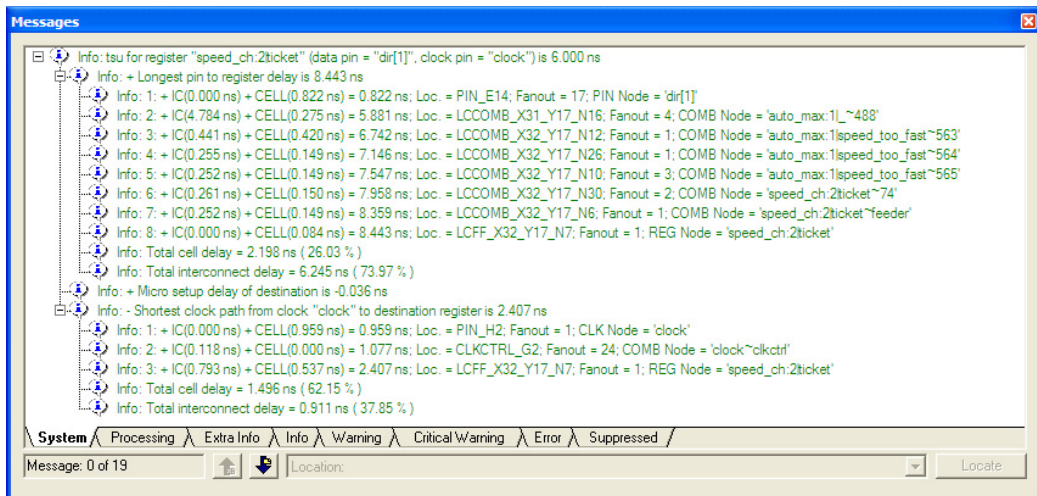 Messages
Info: tsu for register "speed_ch:2|ticket" (data pin = "dir[1]", clock pin = "clock") is 6.000 ns
Info: + Longest pin to register delay is 8.443 ns
Info: 1: + IC(0.000 ns) + CELL(0.822 ns) = 0.822 ns; Loc. = PIN_E14; Fanout = 17; PIN Node = 'dir[1]'
Info: 2: + IC(4.784 ns) + CELL(0.275 ns) = 5.881 ns; Loc. = LCCOMB_X31_Y17_N16; Fanout = 4; COMB Node = 'auto_max:1|_~488'
Info: 3: + IC(0.441 ns) + CELL(0.420 ns) = 6.742 ns; Loc. = LCCOMB_X32_Y17_N12; Fanout = 1; COMB Node = 'auto_max:1|speed_too_fast~563'
Info: 4: + IC(0.255 ns) + CELL(0.149 ns) = 7.146 ns; Loc. = LCCOMB_X32_Y17_N26; Fanout = 1; COMB Node = 'auto_max:1|speed_too_fast~564'
Info: 5: + IC(0.252 ns) + CELL(0.149 ns) = 7.547 ns; Loc. = LCCOMB_X32_Y17_N10; Fanout = 3; COMB Node = 'auto_max:1|speed_too_fast~565'
Info: 6: + IC(0.261 ns) + CELL(0.150 ns) = 7.958 ns; Loc. = LCCOMB_X32_Y17_N30; Fanout = 2; COMB Node = 'speed_ch:2|ticket~74'
Info: 7: + IC(0.252 ns) + CELL(0.149 ns) = 8.359 ns; Loc. = LCCOMB_X32_Y17_N6; Fanout = 1; COMB Node = 'speed_ch:2|ticket~feeder'
Info: 8: + IC(0.000 ns) + CELL(0.084 ns) = 8.443 ns; Loc. = LCFF_X32_Y17_N7; Fanout = 1; REG Node = 'speed_ch:2|ticket'
Info: Total cell delay = 2.198 ns ( 26.03 % )
Info: Total interconnect delay = 6.245 ns ( 73.97 % )
Info: + Micro setup delay of destination is -0.036 ns
Info: - Shortest clock path from clock "clock" to destination register is 2.407 ns
Info: 1: + IC(0.000 ns) + CELL(0.959 ns) = 0.959 ns; Loc. = PIN_H2; Fanout = 1; CLK Node = 'clock'
Info: 2: + IC(0.118 ns) + CELL(0.000 ns) = 1.077 ns; Loc. = CLKCTRL_G2; Fanout = 24; COMB Node = 'clock~clkctrl'
Info: 3: + IC(0.793 ns) + CELL(0.537 ns) = 2.407 ns; Loc. = LCFF_X32_Y17_N7; Fanout = 1; REG Node = 'speed_ch:2|ticket'
Info: Total cell delay = 1.496 ns ( 62.15 % )
Info: Total interconnect delay = 0.911 ns ( 37.85 % )
System Processing Extra Info Info Warning Critical Warning Error Suppressed
Message: 0 of 19 Location: Locate